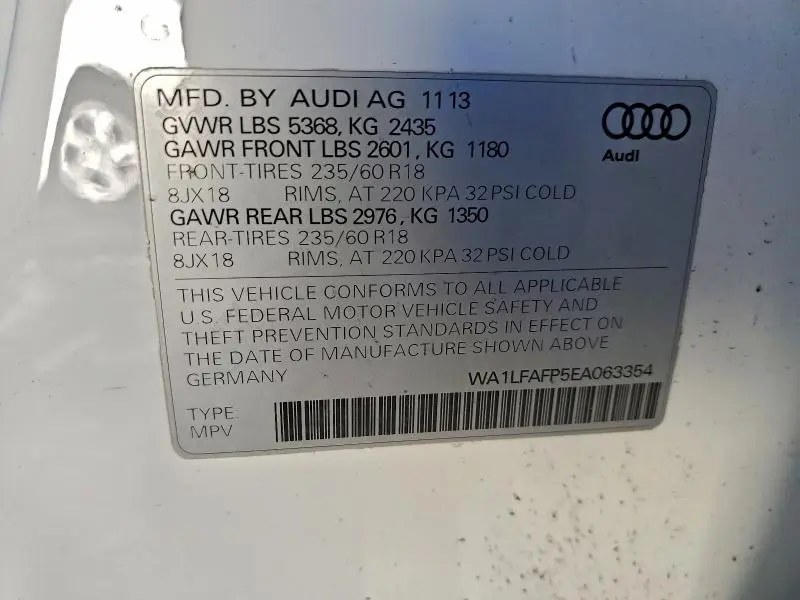 MFD. BY AUDI AG 11 13
GVWR LBS 5368, KG 2435
GAWR FRONT LBS 2601, KG 1180
FRONT-TIRES 235/60 R18
8JX18 RIMS, AT 220 KPA 32 PSI COLD
GAWR REAR LBS 2976, KG 1350
REAR-TIRES 235/60 R18
8JX18 RIMS, AT 220 KPA 32 PSI COLD
Audi
THIS VEHICLE CONFORMS TO ALL APPLICABLE
U.S. FEDERAL MOTOR VEHICLE SAFETY AND
THEFT PREVENTION STANDARDS IN EFFECT ON
THE DATE OF MANUFACTURE SHOWN ABOVE
GERMANY WA1LFAFP5EA063354
TYPE:
MPV